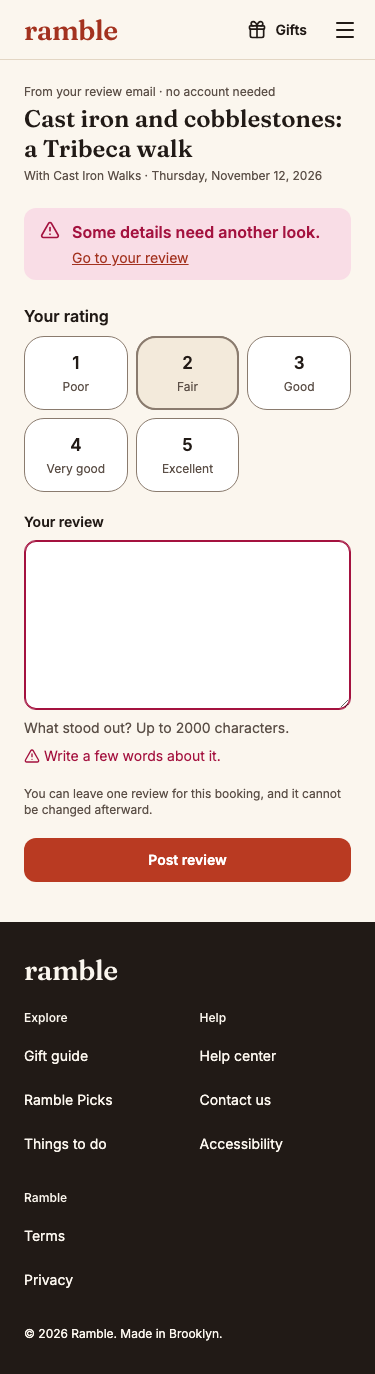 ramble
Gifts
From your review email · no account needed
Cast iron and cobblestones:
a Tribeca walk
With Cast Iron Walks · Thursday, November 12, 2026
Some details need another look.
Go to your review
Your rating
1
Poor
2
Fair
3
Good
4
Very good
5
Excellent
Your review
What stood out? Up to 2000 characters.
Write a few words about it.
You can leave one review for this booking, and it cannot
be changed afterward.
Post review
ramble
Explore
Gift guide
Ramble Picks
Things to do
Help
Help center
Contact us
Accessibility
Ramble
Terms
Privacy
© 2026 Ramble. Made in Brooklyn.